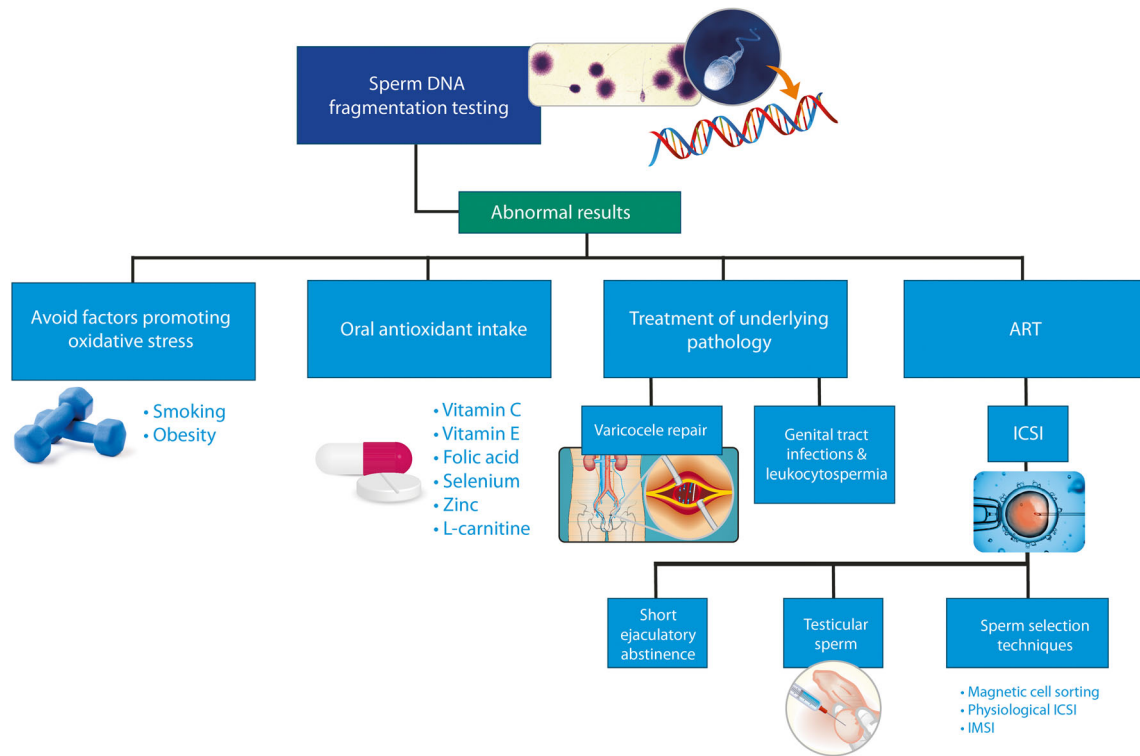 Sperm DNA
fragmentation testing
Abnormal results
Avoid factors promoting
oxidative stress
• Smoking
• Obesity
Oral antioxidant intake
• Vitamin C
• Vitamin E
• Folic acid
• Selenium
• Zinc
• L-carnitine
Treatment of underlying
pathology
Varicocele repair
Genital tract
infections &
leukocytospermia
ART
ICSI
Short
ejaculatory
abstinence
Testicular
sperm
Sperm selection
techniques
• Magnetic cell sorting
• Physiological ICSI
• IMSI